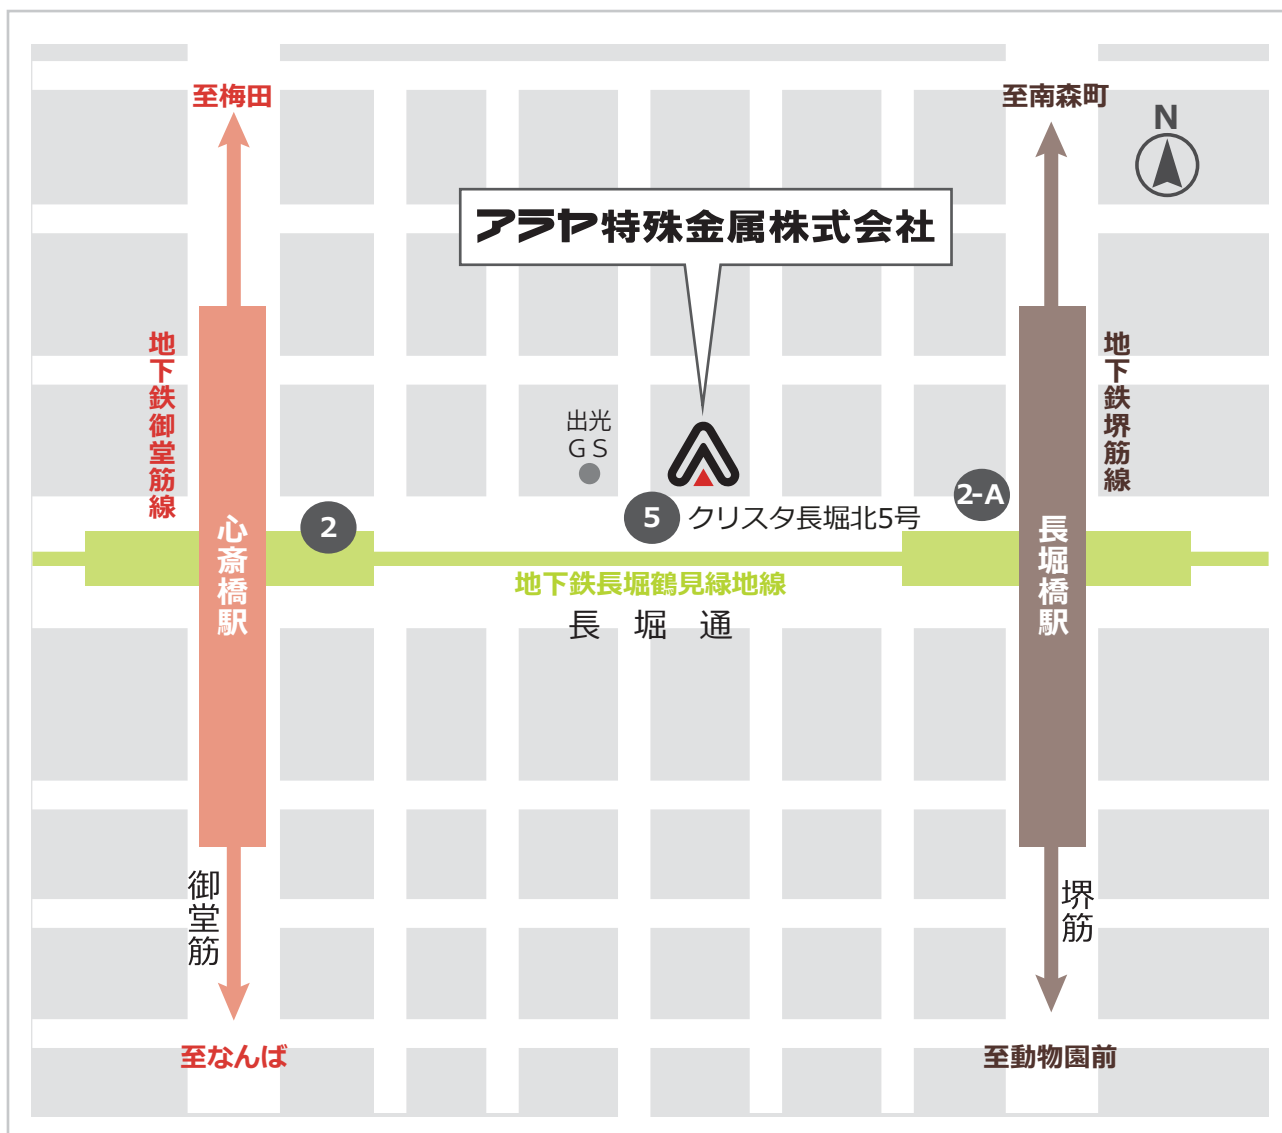 至梅田
至南森町
N
アラヤ特殊金属株式会社
地下鉄御堂筋線
地下鉄堺筋線
出光
ＧＳ
2-A
2
5
クリスタ長堀北5号
心斎橋駅
長堀橋駅
地下鉄長堀鶴見緑地線
長堀通
御堂筋
堺筋
至なんば
至動物園前